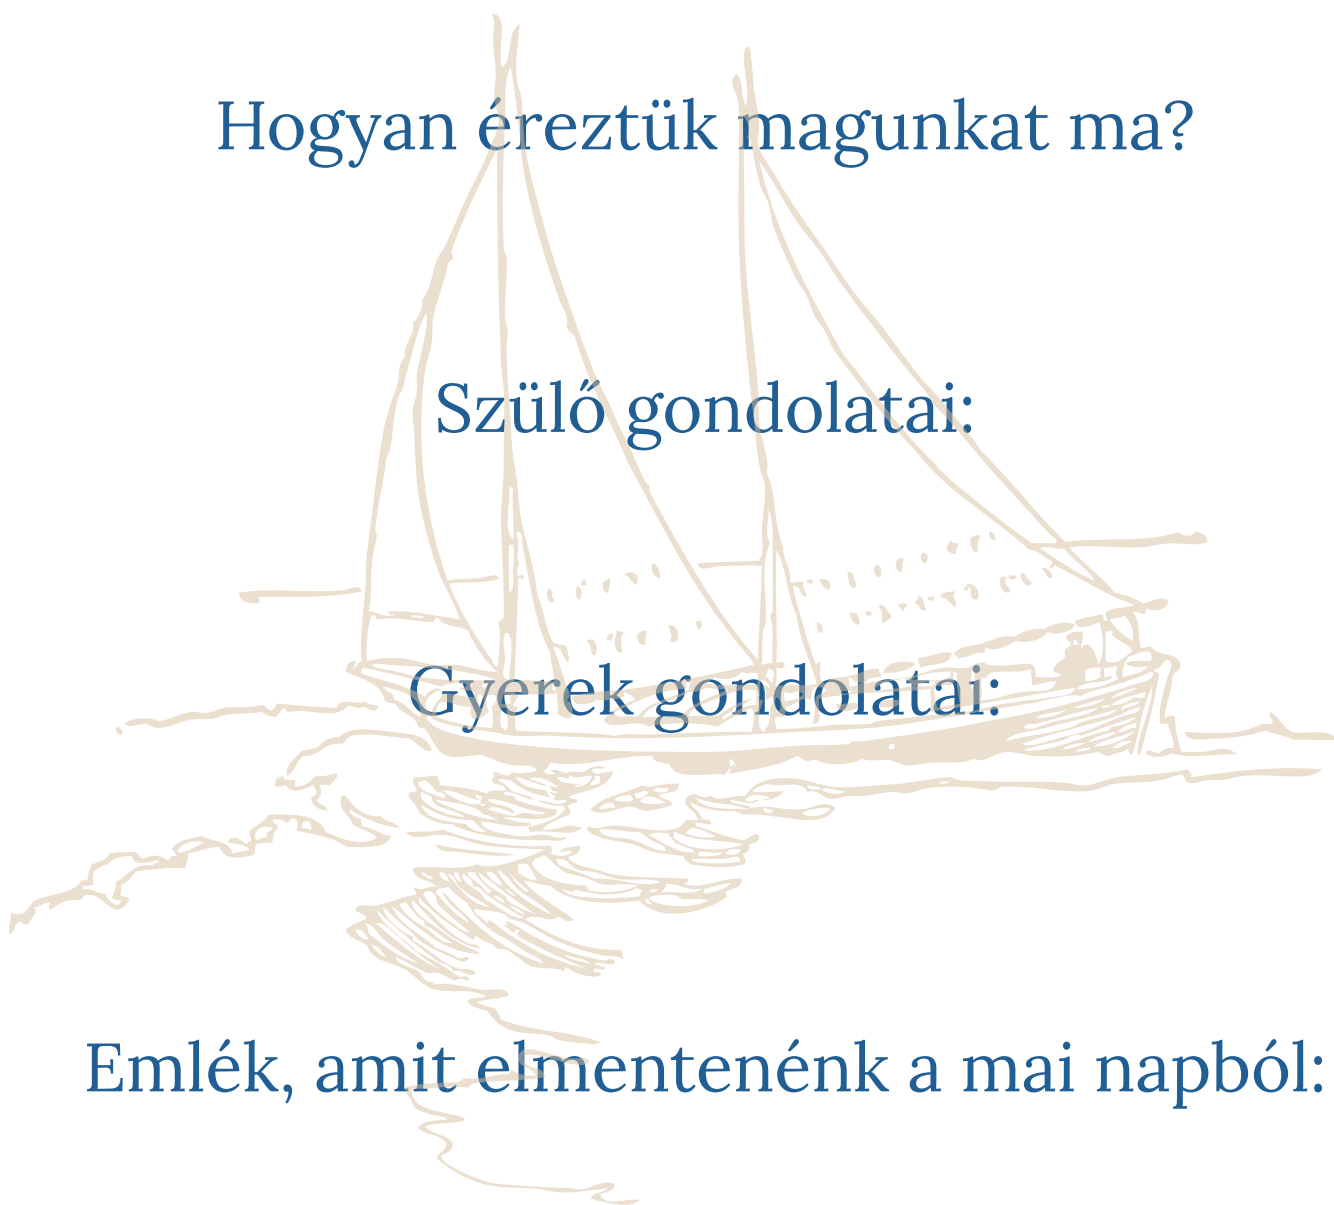 Hogyan éreztük magunkat ma?
Szülő gondolatai:
Gyerek gondolatai:
Emlék, amit elmentenénk a mai napból: